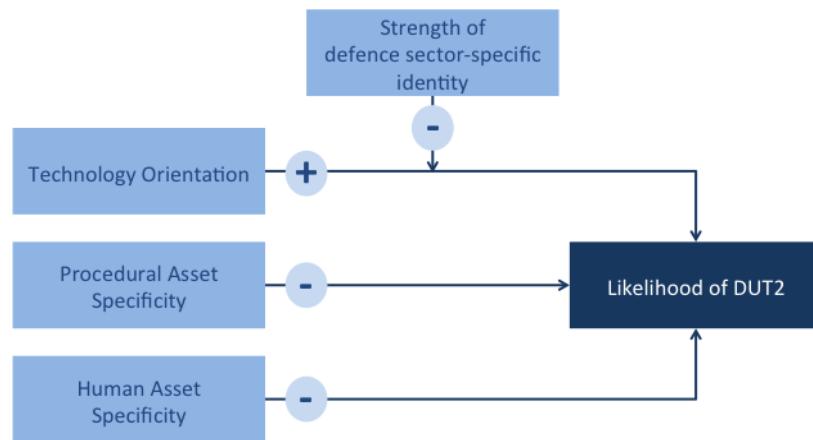 Strength of
defence sector-specific
identity
-
Technology Orientation
+
Procedural Asset
Specificity
-
Likelihood of DUT2
Human Asset
Specificity
-